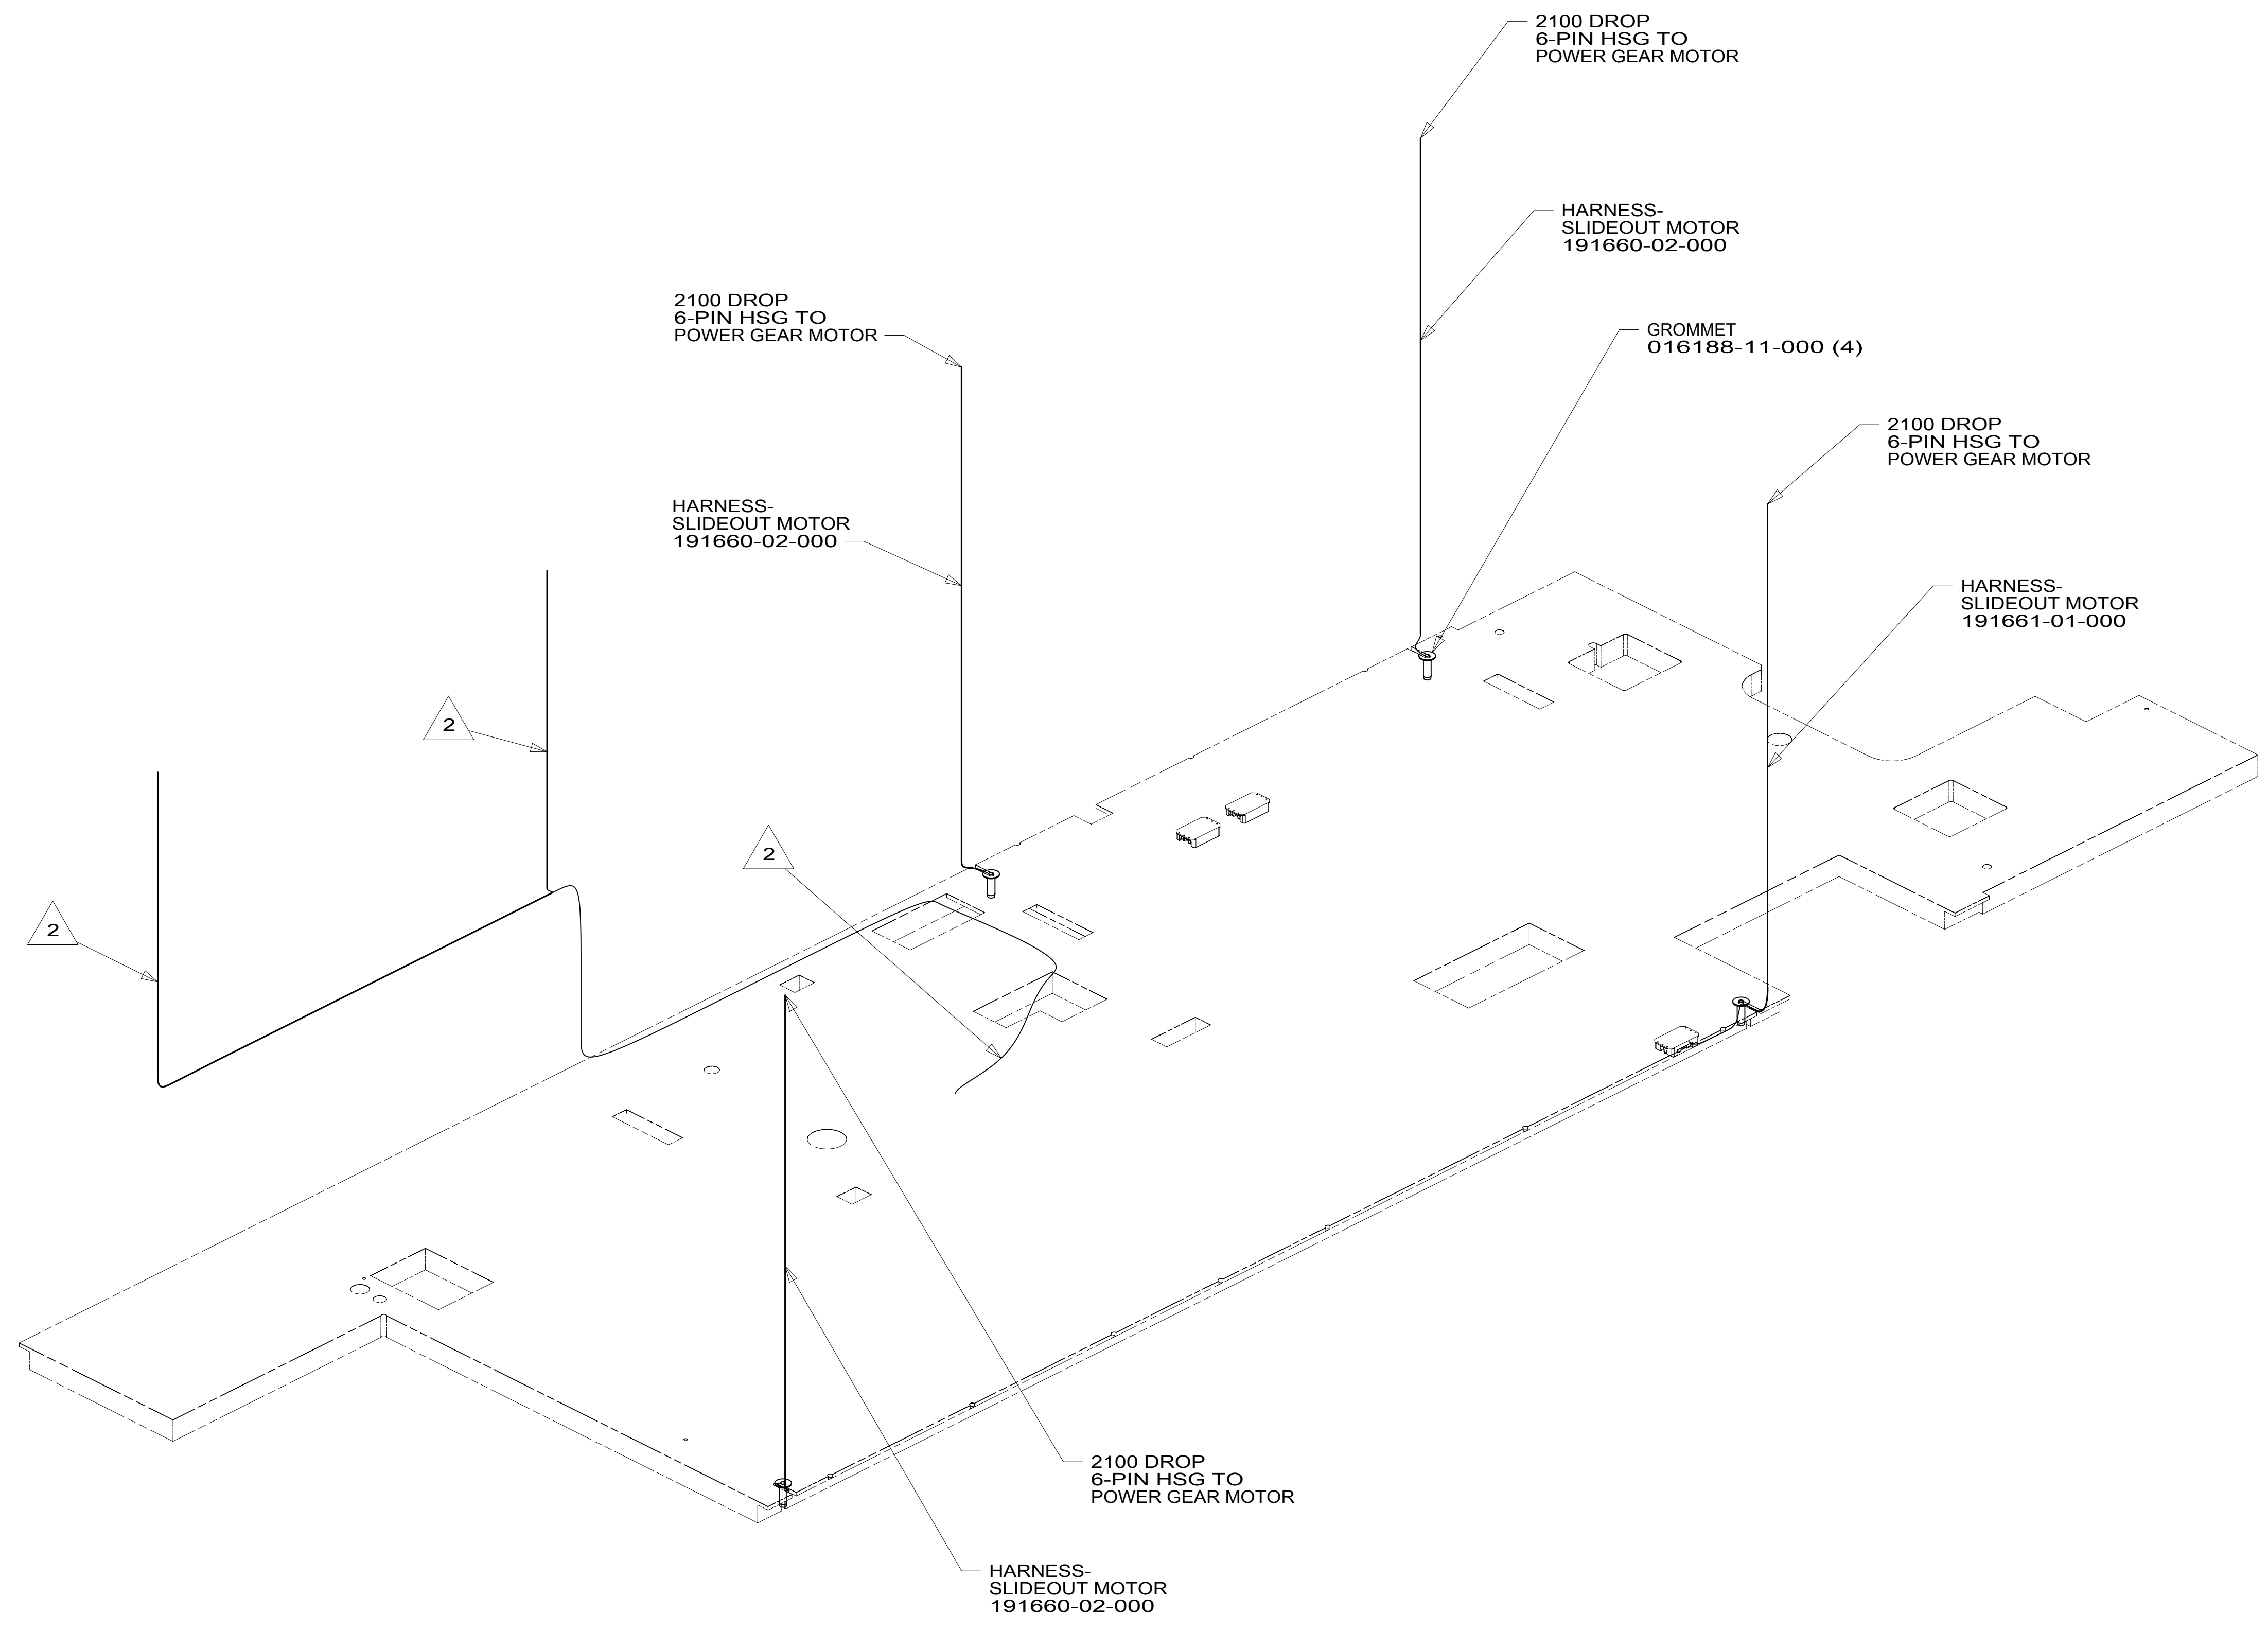 2100 DROP
6-PIN HSG TO
POWER GEAR MOTOR
HARNESS-
SLIDEOUT MOTOR
191660-02-000
2100 DROP
6-PIN HSG TO
POWER GEAR MOTOR
GROMMET
016188-11-000 (4)
2100 DROP
6-PIN HSG TO
POWER GEAR MOTOR
HARNESS-
SLIDEOUT MOTOR
191660-02-000
HARNESS-
SLIDEOUT MOTOR
191661-01-000
2
2
2
2100 DROP
6-PIN HSG TO
POWER GEAR MOTOR
HARNESS-
SLIDEOUT MOTOR
191660-02-000